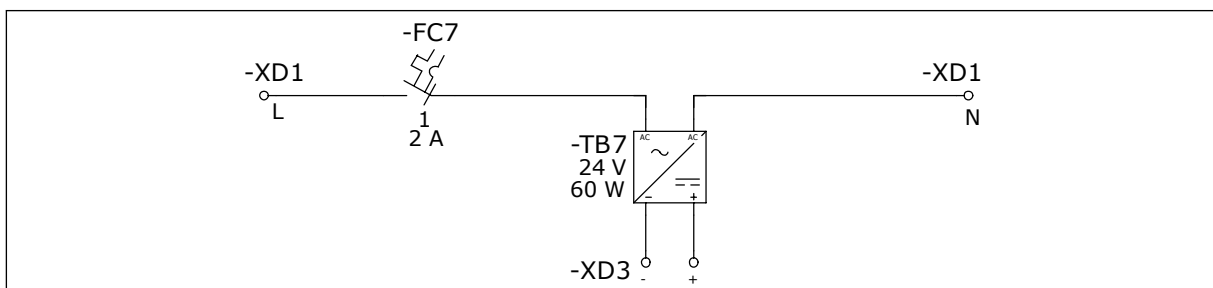 -FC7
-XD1
-XD1
L
N
1
2 A
AC AC
-TB7
24 V
60 W
- +
-XD3
- +